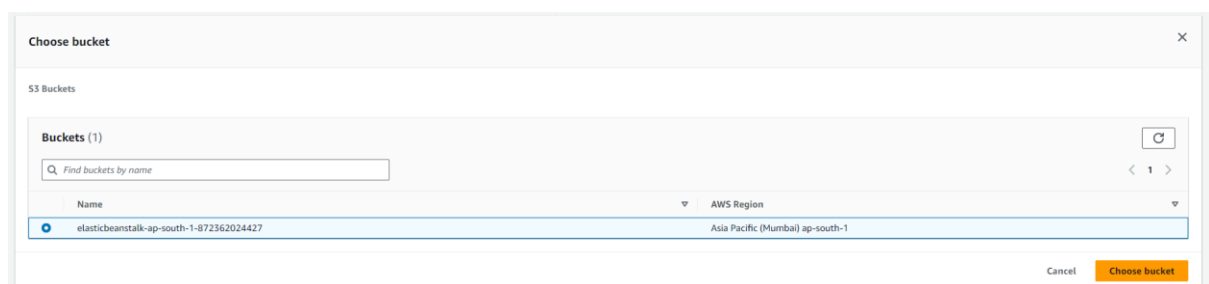 Choose bucket
S3 Buckets
Buckets (1)
Find buckets by name
1
Name AWS Region
elasticbeanstalk-ap-south-1-872362024427 Asia Pacific (Mumbai) ap-south-1
Cancel Choose bucket